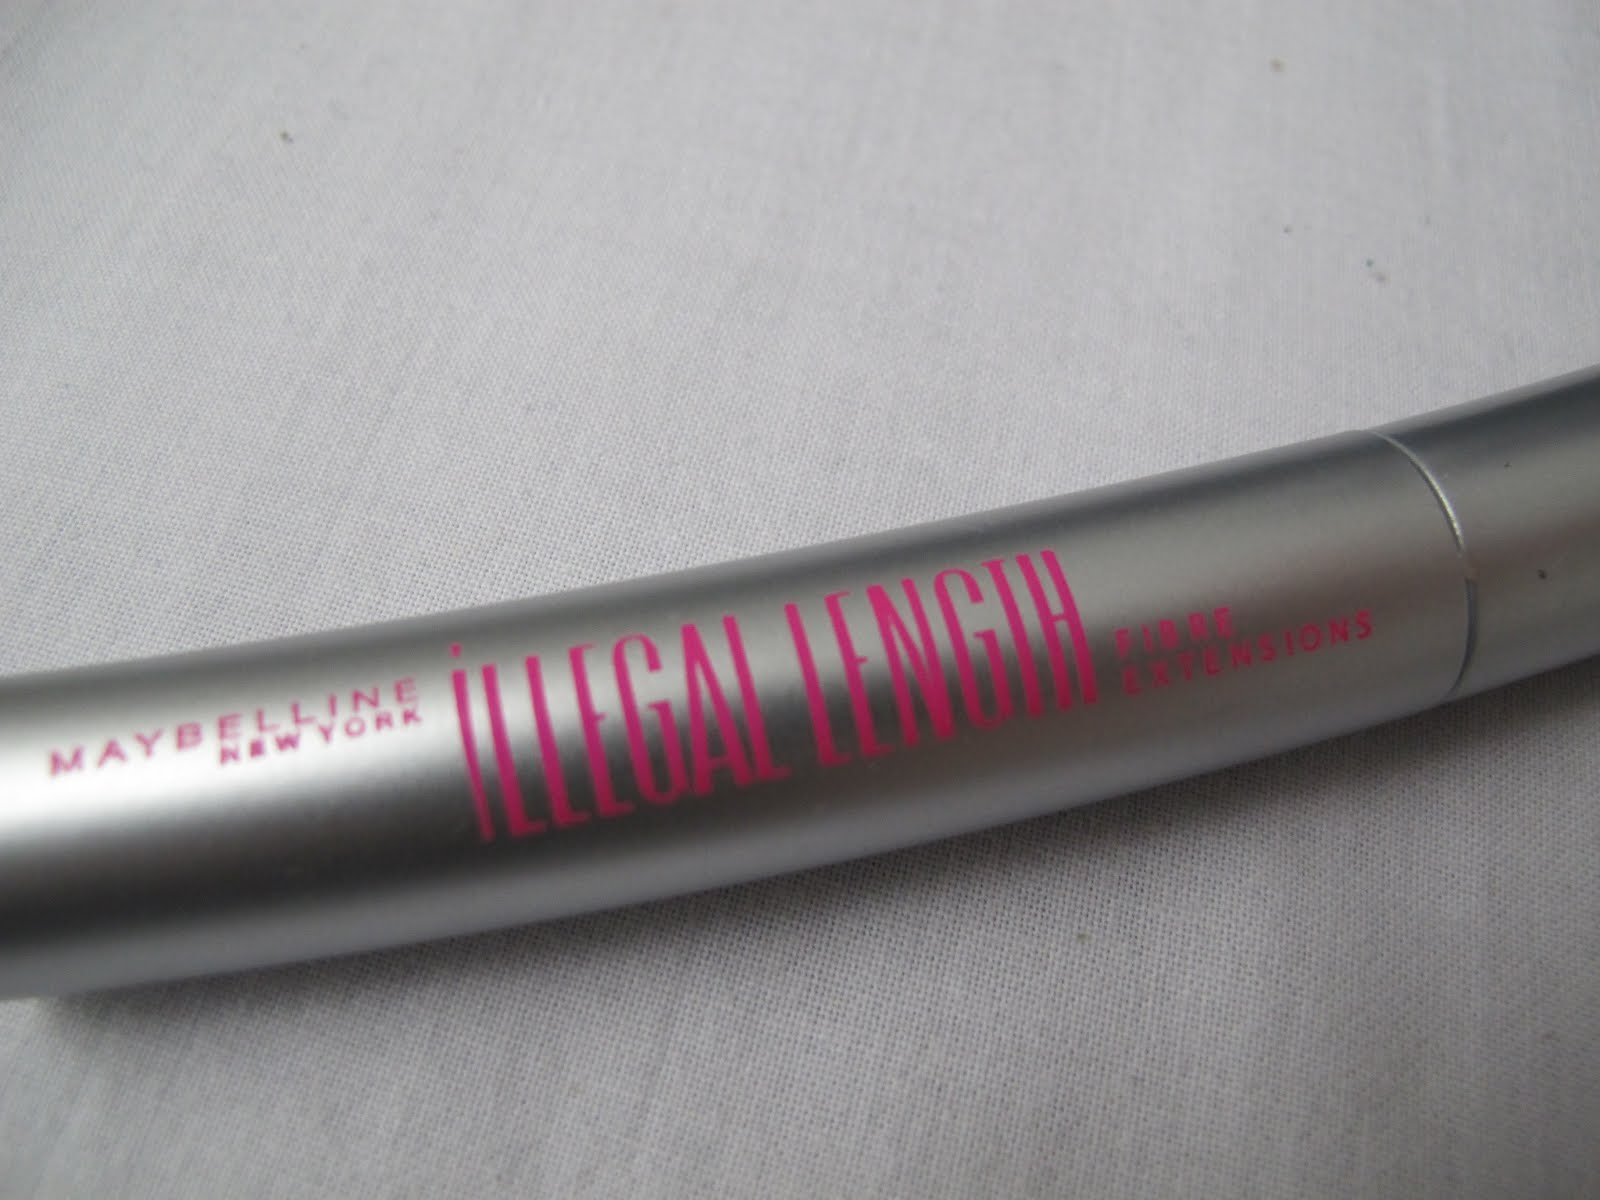 MAYBELLINE
NEW YORK
iLLEGAL LENGTH
FIBRE
EXTENSIONS